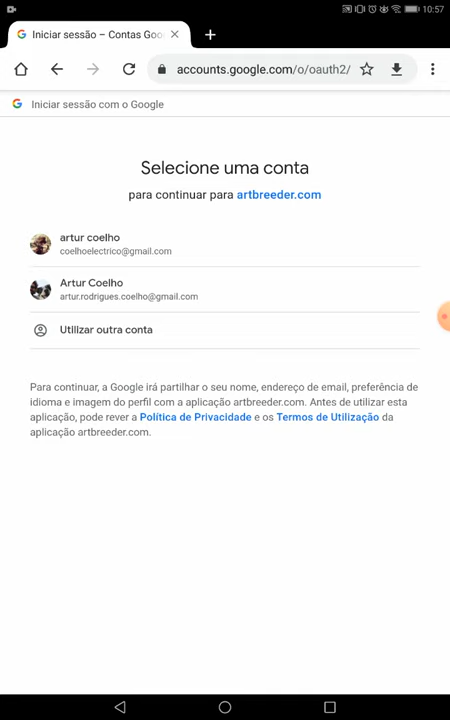 10:57
Iniciar sessão – Contas Goo
accounts.google.com/o/oauth2/
Iniciar sessão com o Google
Selecione uma conta
para continuar para artbreeder.com
artur coelho
coelhoelectrico@gmail.com
Artur Coelho
artur.rodrigues.coelho@gmail.com
Utilizar outra conta
Para continuar, a Google irá partilhar o seu nome, endereço de email, preferência de
idioma e imagem do perfil com a aplicação artbreeder.com. Antes de utilizar esta
aplicação, pode rever a Política de Privacidade e os Termos de Utilização da
aplicação artbreeder.com.